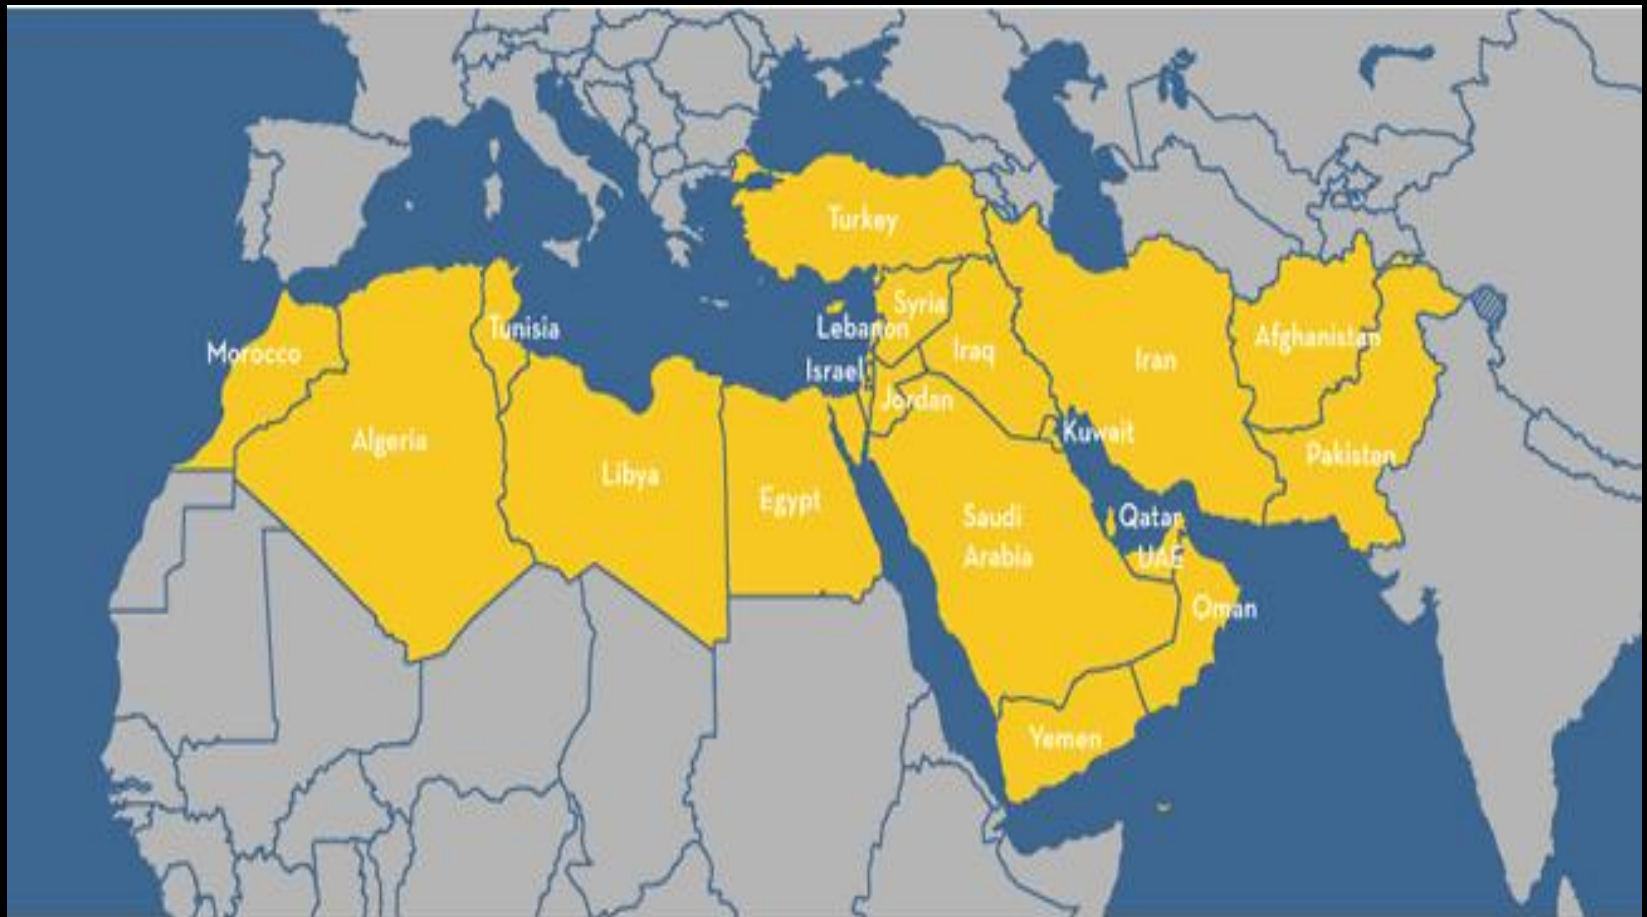 Turkey
Syria
Lebanon
Tunisia
Morocco
Iraq
Afghanistan
Iran
Israel
Jordan
Kuwait
Algeria
Pakistan
Libya
Egypt
Saudi
Arabia
Qatar
UAE
Oman
Yemen